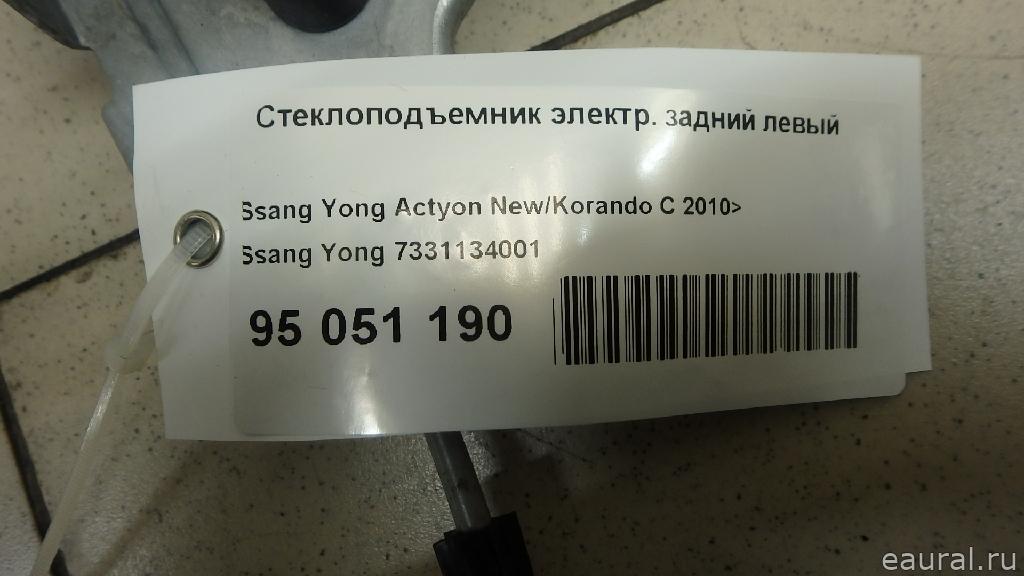 Стеклоподъемник электр. задний левый
Ssang Yong Actyon New/Korando C 2010>
Ssang Yong 7331134001
95 051 190
eaural.ru